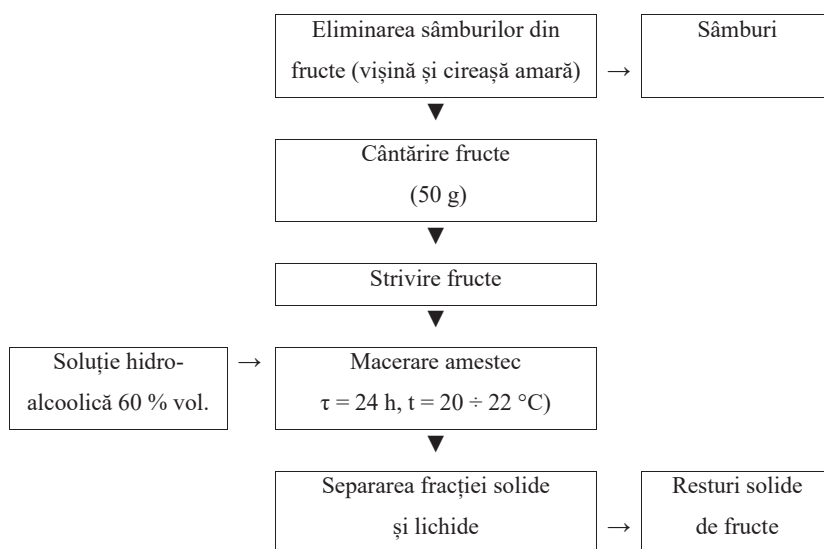 Eliminarea sâmburilor din
fructe (vișină și cireașă amară)
→
Sâmburi
▼
Cântărire fructe
(50 g)
▼
Strivire fructe
▼
Soluție hidro-
alcoolică 60 % vol.
→
Macerare amestec
τ = 24 h, t = 20 ÷ 22 °C)
▼
Separarea fracției solide
și lichide
→
Resturi solide
de fructe